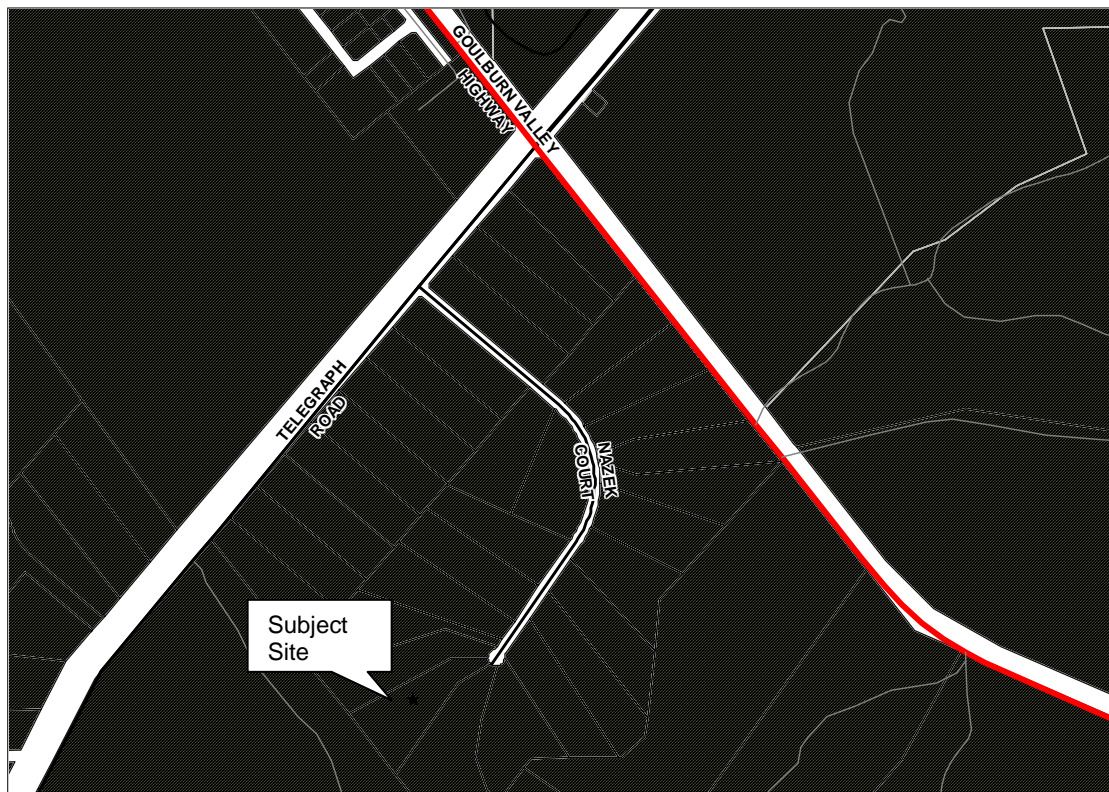 GOULBURN VALLEY
HIGHWAY
TELEGRAPH
ROAD
NAZEK
COURT
Subject
Site